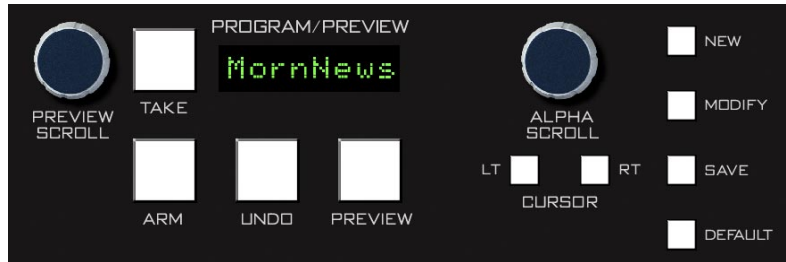 PROGRAM/PREVIEW
MornNews
TAKE
PREVIEW
SCROLL
ARM
UNDO
PREVIEW
ALPHA
SCROLL
LT
RT
CURSOR
NEW
MODIFY
SAVE
DEFAULT